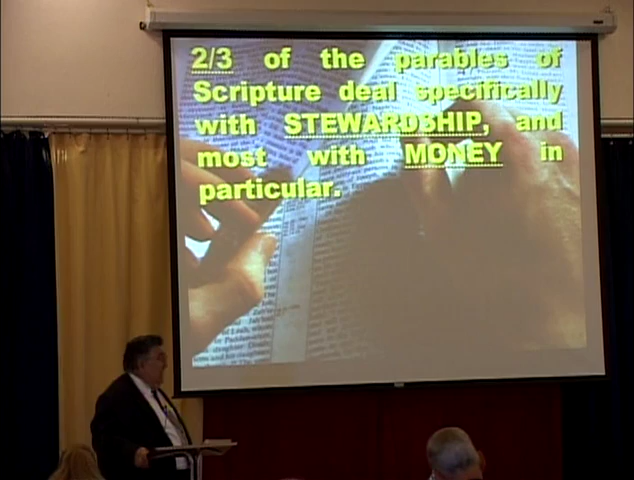 2/3 of the parables of
Scripture deal specifically
with STEWARDSHIP, and
most with MONEY in
particular.